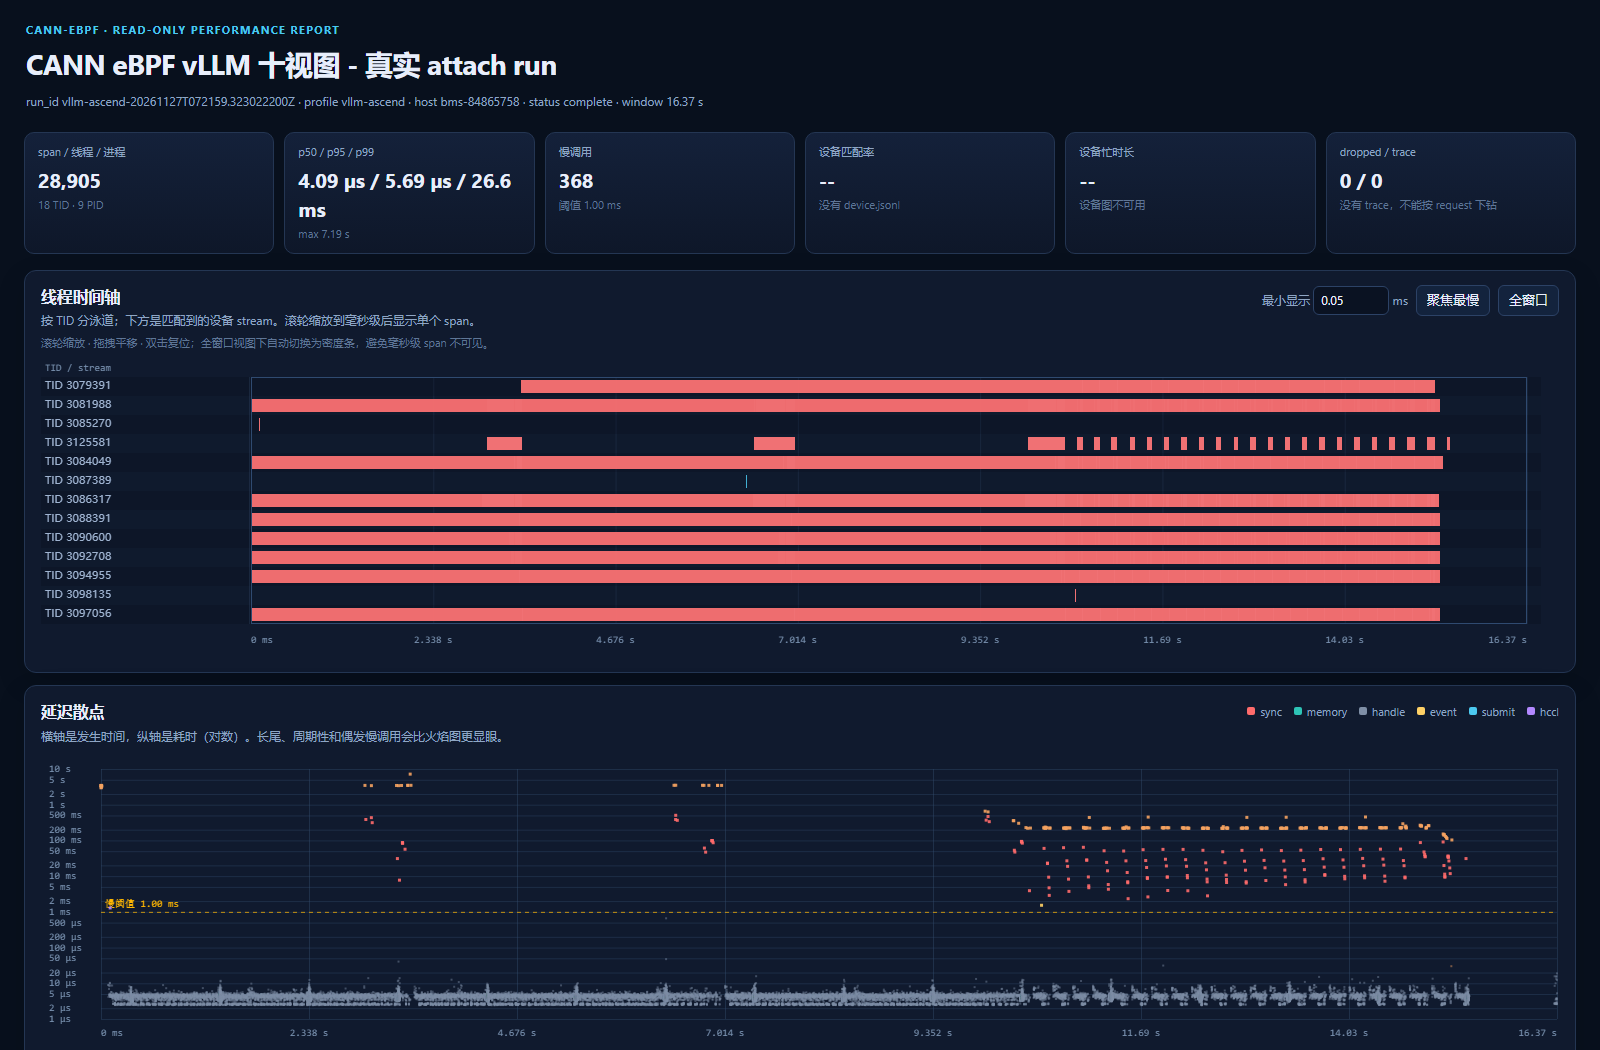 CANN-EBPF · READ-ONLY PERFORMANCE REPORT
CANN eBPF vLLM 十视图 - 真实 attach run
run_id vllm-ascend-20261127T072159.323022200Z · profile vllm-ascend · host bms-84865758 · status complete · window 16.37 s
span / 线程 / 进程
28,905
18 TID · 9 PID
p50 / p95 / p99
4.09 µs / 5.69 µs / 26.6
ms
max 7.19 s
慢调用
368
阈值 1.00 ms
设备匹配率
--
没有 device.jsonl
设备忙时长
--
设备图不可用
dropped / trace
0 / 0
没有 trace，不能按 request 下钻
线程时间轴
最小显示 0.05 ms 聚焦最慢 全窗口
按 TID 分泳道；下方是匹配到的设备 stream。滚轮缩放到毫秒级后显示单个 span。
滚轮缩放 · 拖拽平移 · 双击复位；全窗口视图下自动切换为密度条，避免毫秒级 span 不可见。
TID / stream
TID 3079391
TID 3081988
TID 3085270
TID 3125581
TID 3084049
TID 3087389
TID 3086317
TID 3088391
TID 3090600
TID 3092708
TID 3094955
TID 3098135
TID 3097056
0 ms 2.338 s 4.676 s 7.014 s 9.352 s 11.69 s 14.03 s 16.37 s
延迟散点
sync memory handle event submit hccl
横轴是发生时间，纵轴是耗时（对数）。长尾、周期性和偶发慢调用会比火焰图更显眼。
10 s
5 s
2 s
1 s
500 ms
200 ms
100 ms
50 ms
20 ms
10 ms
5 ms
2 ms
慢阈值 1.00 ms
1 ms
500 µs
200 µs
100 µs
50 µs
20 µs
10 µs
5 µs
2 µs
1 µs
0 ms 2.338 s 4.676 s 7.014 s 9.352 s 11.69 s 14.03 s 16.37 s